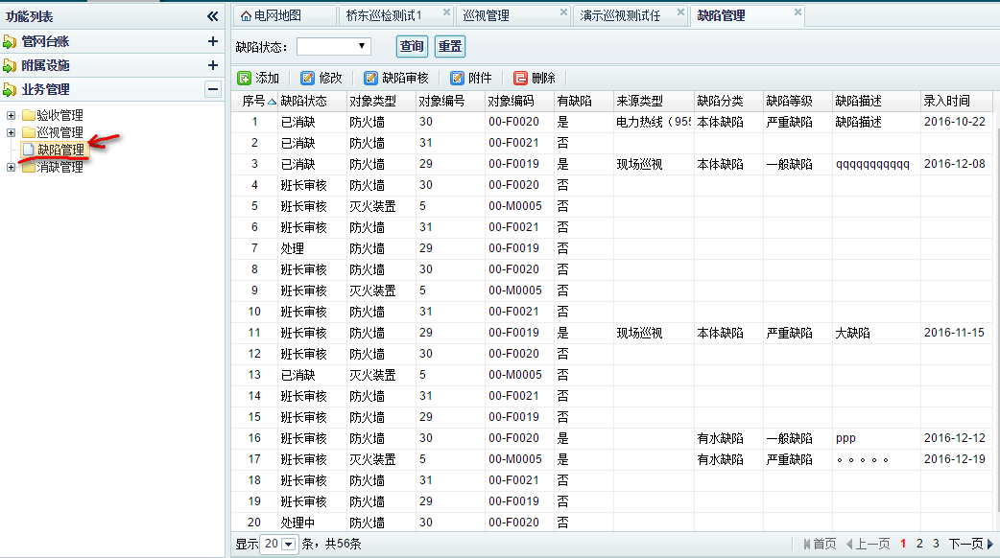 功能列表
管网台账
附属设施
业务管理
验收管理
巡视管理
缺陷管理
消缺管理
电网地图 桥东巡检测试1 巡视管理 演示巡视测试任 缺陷管理
缺陷状态： 查询 重置
添加 修改 缺陷审核 附件 删除
序号 缺陷状态 对象类型 对象编号 对象编码 有缺陷 来源类型 缺陷分类 缺陷等级 缺陷描述 录入时间
1 已消缺 防火墙 30 00-F0020 是 电力热线（955 本体缺陷 严重缺陷 缺陷描述 2016-10-22
2 已消缺 防火墙 31 00-F0021 否
3 已消缺 防火墙 29 00-F0019 是 现场巡视 本体缺陷 一般缺陷 qqqqqqqqqqq 2016-12-08
4 班长审核 防火墙 30 00-F0020 否
5 班长审核 灭火装置 5 00-M0005 否
6 班长审核 防火墙 31 00-F0021 否
7 处理 防火墙 29 00-F0019 否
8 班长审核 防火墙 30 00-F0020 否
9 班长审核 灭火装置 5 00-M0005 否
10 班长审核 防火墙 31 00-F0021 否
11 班长审核 防火墙 29 00-F0019 是 现场巡视 本体缺陷 严重缺陷 大缺陷 2016-11-15
12 班长审核 防火墙 30 00-F0020 否
13 已消缺 灭火装置 5 00-M0005 否
14 班长审核 防火墙 31 00-F0021 否
15 班长审核 防火墙 29 00-F0019 否
16 班长审核 防火墙 30 00-F0020 是 有水缺陷 一般缺陷 ppp 2016-12-12
17 班长审核 灭火装置 5 00-M0005 是 有水缺陷 严重缺陷 。。。。。 2016-12-19
18 班长审核 防火墙 31 00-F0021 否
19 班长审核 防火墙 29 00-F0019 否
20 处理中 防火墙 30 00-F0020 否
显示 20 条，共56条 首页 上一页 1 2 3 下一页